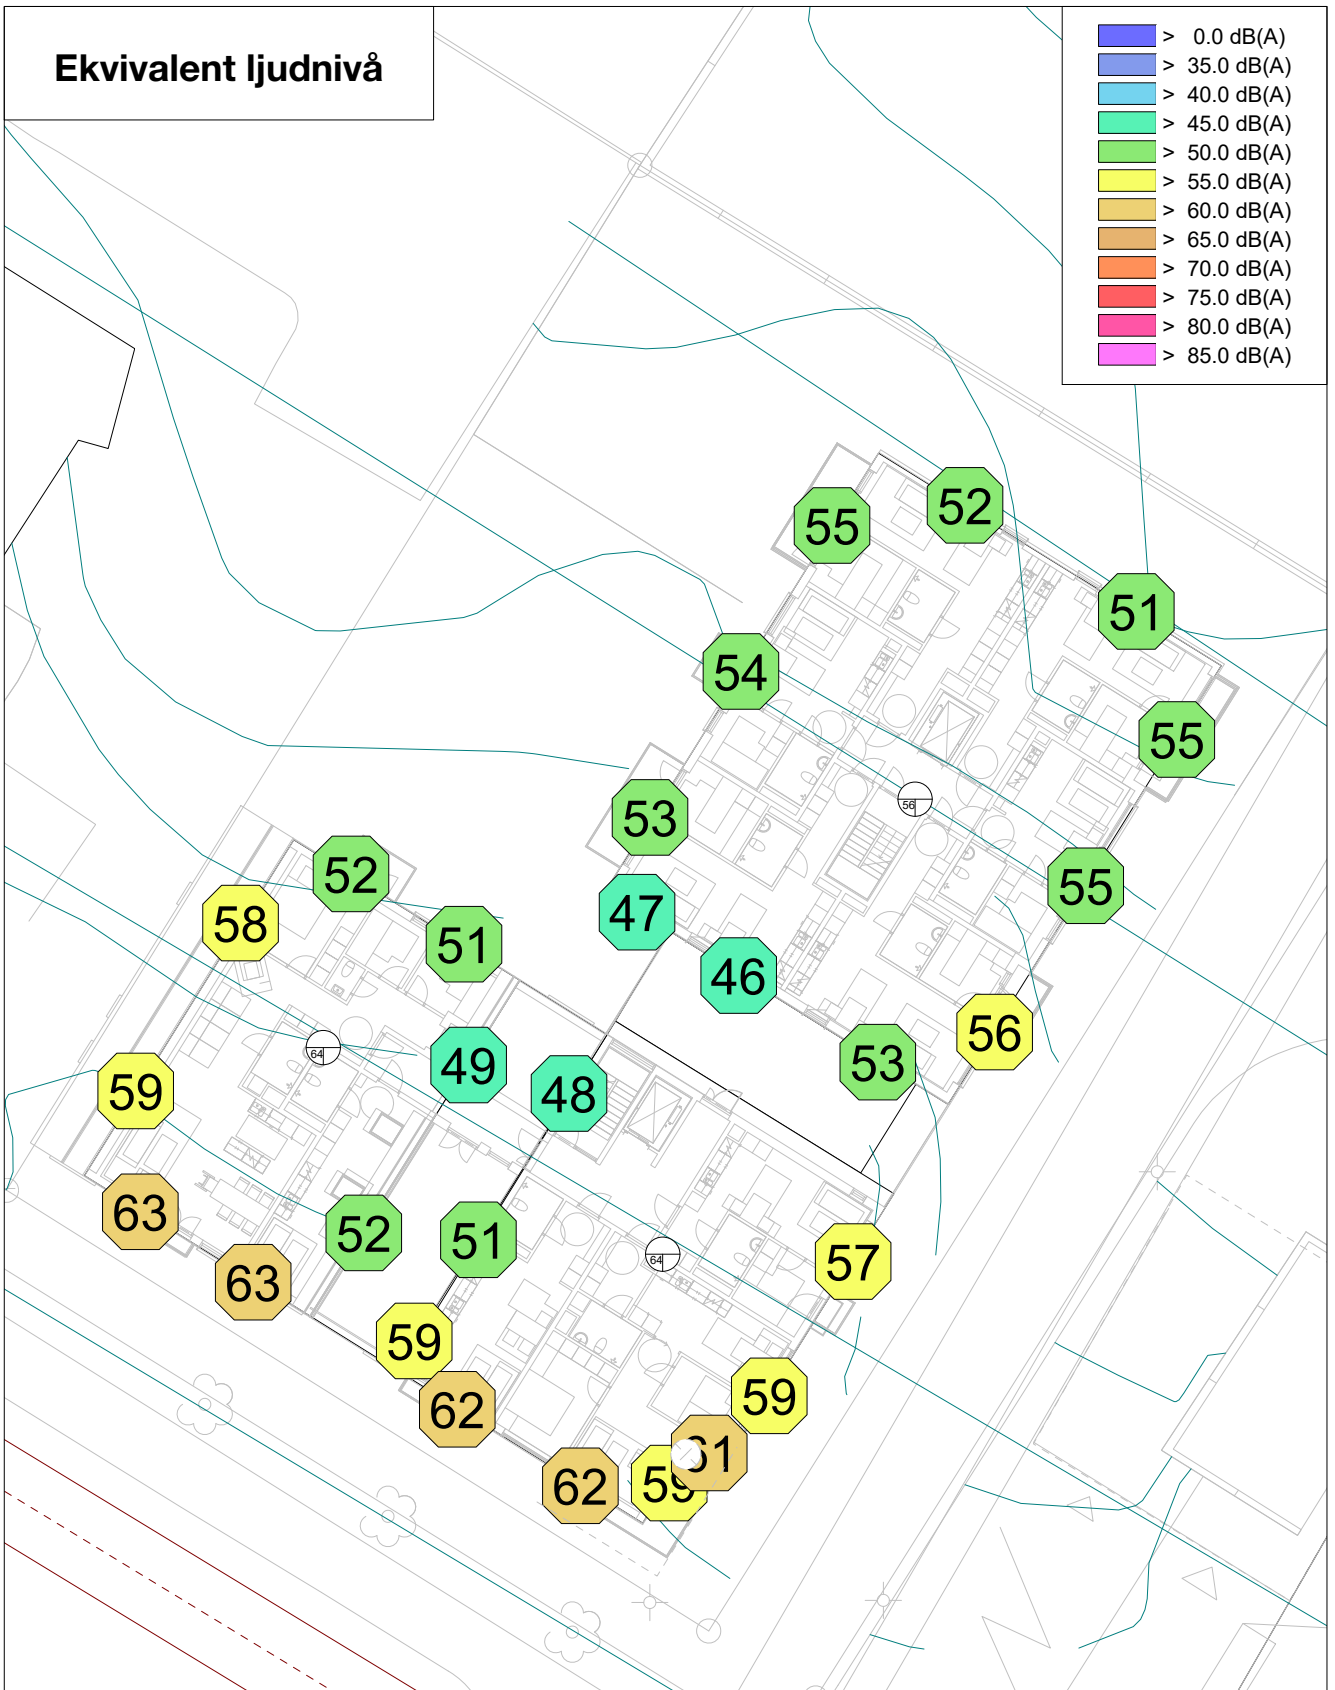 Ekvivalent ljudnivå
> 0.0 dB(A)
> 35.0 dB(A)
> 40.0 dB(A)
> 45.0 dB(A)
> 50.0 dB(A)
> 55.0 dB(A)
> 60.0 dB(A)
> 65.0 dB(A)
> 70.0 dB(A)
> 75.0 dB(A)
> 80.0 dB(A)
> 85.0 dB(A)
52
55
51
54
55
56
53
52
55
47
58
51
46
56
64
53
49
48
59
63
52
51
64
57
63
59
59
62
61
62
59